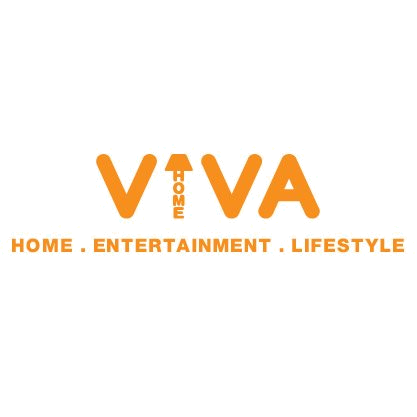 VIVA
HOME
HOME . ENTERTAINMENT . LIFESTYLE